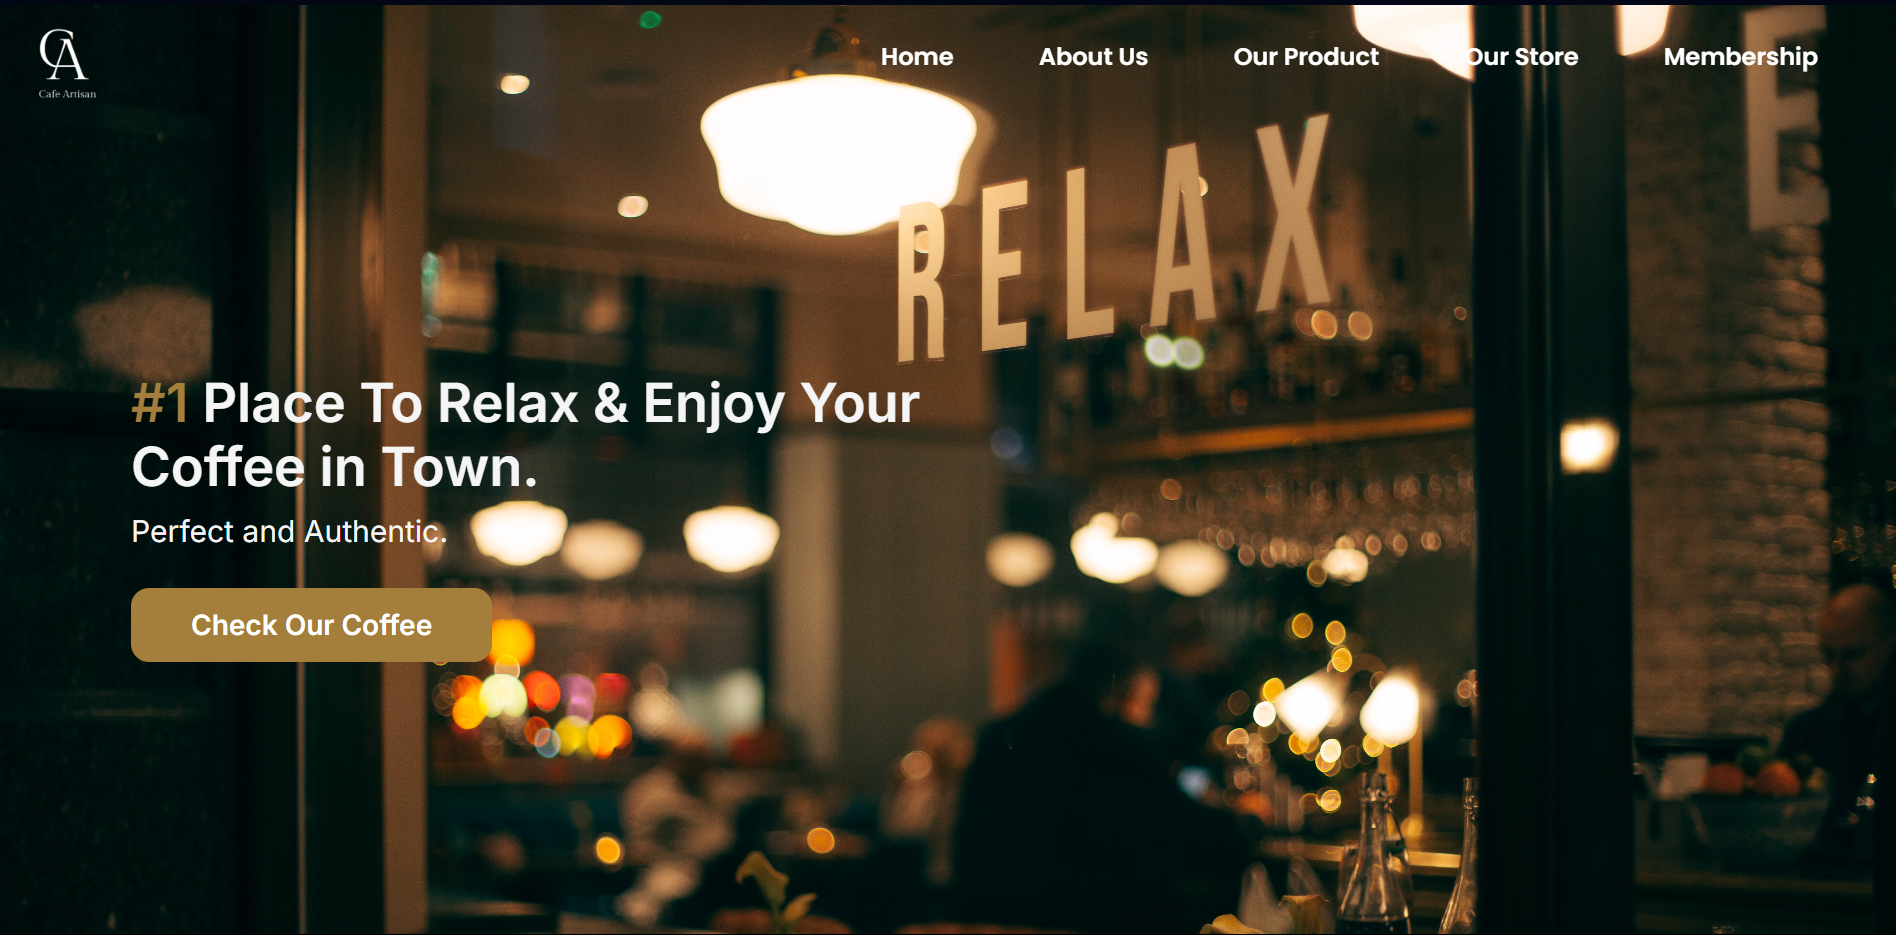 CA
Cafe Artisan
Home About Us Our Product Our Store Membership
RELAX
E
#1 Place To Relax & Enjoy Your
Coffee in Town.
Perfect and Authentic.
Check Our Coffee